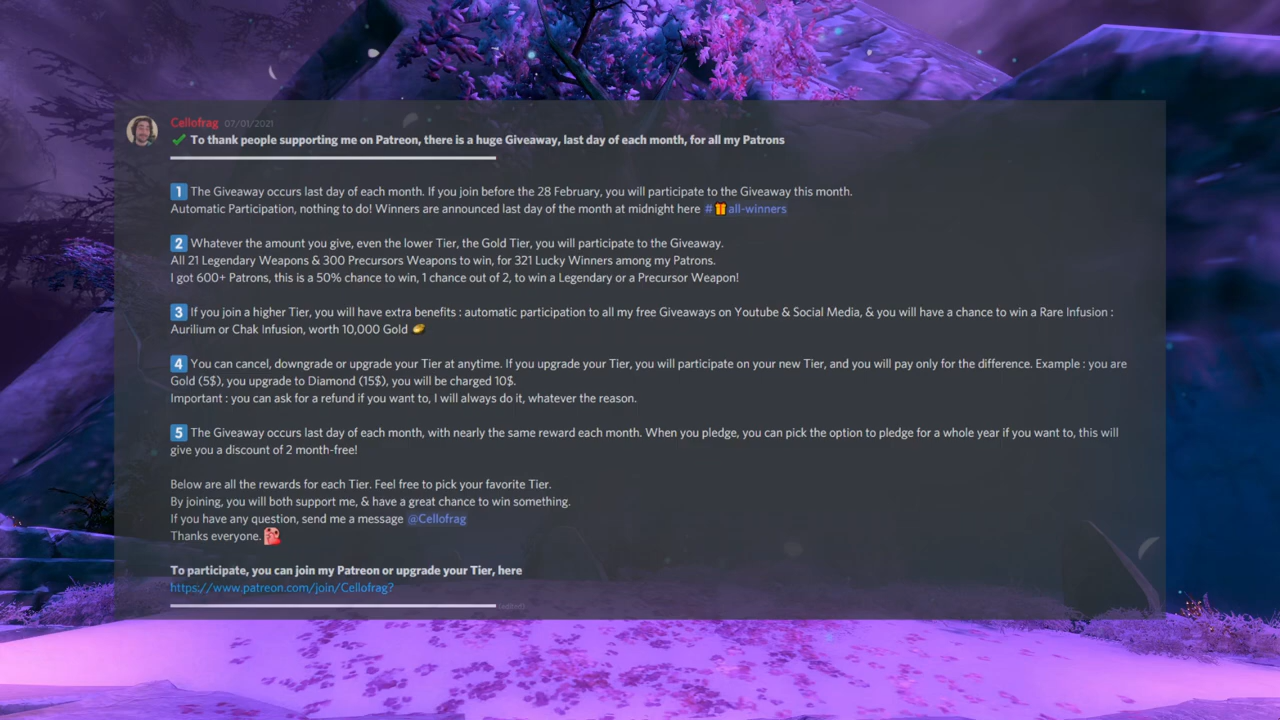 Cellofrag 07/01/2021
✔ To thank people supporting me on Patreon, there is a huge Giveaway, last day of each month, for all my Patrons
1 The Giveaway occurs last day of each month. If you join before the 28 February, you will participate to the Giveaway this month.
Automatic Participation, nothing to do! Winners are announced last day of the month at midnight here #🎁all-winners
2 Whatever the amount you give, even the lower Tier, the Gold Tier, you will participate to the Giveaway.
All 21 Legendary Weapons & 300 Precursors Weapons to win, for 321 Lucky Winners among my Patrons.
I got 600+ Patrons, this is a 50% chance to win, 1 chance out of 2, to win a Legendary or a Precursor Weapon!
3 If you join a higher Tier, you will have extra benefits : automatic participation to all my free Giveaways on Youtube & Social Media, & you will have a chance to win a Rare Infusion :
Aurilium or Chak Infusion, worth 10,000 Gold
4 You can cancel, downgrade or upgrade your Tier at anytime. If you upgrade your Tier, you will participate on your new Tier, and you will pay only for the difference. Example : you are
Gold (5$), you upgrade to Diamond (15$), you will be charged 10$.
Important : you can ask for a refund if you want to, I will always do it, whatever the reason.
5 The Giveaway occurs last day of each month, with nearly the same reward each month. When you pledge, you can pick the option to pledge for a whole year if you want to, this will
give you a discount of 2 month-free!
Below are all the rewards for each Tier. Feel free to pick your favorite Tier.
By joining, you will both support me, & have a great chance to win something.
If you have any question, send me a message @Cellofrag
Thanks everyone.
To participate, you can join my Patreon or upgrade your Tier, here
https://www.patreon.com/join/Cellofrag?
(edited)